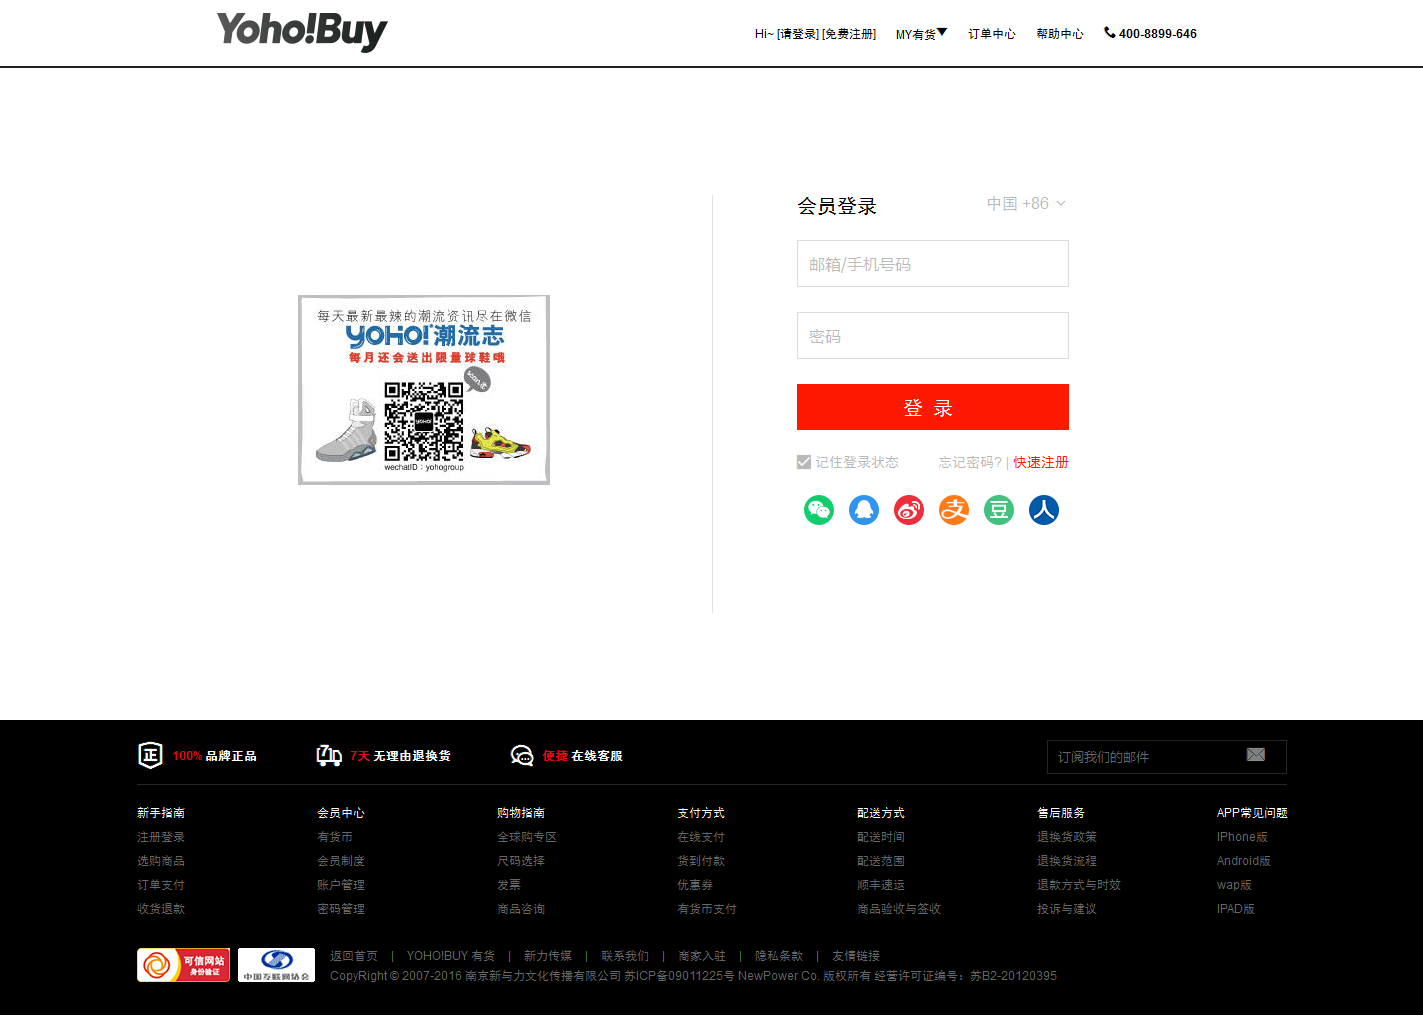 Yoho!Buy
Hi~ [请登录] [免费注册] MY有货 订单中心 帮助中心 400-8899-646
会员登录 中国 +86
邮箱/手机号码
密码
登 录
记住登录状态 忘记密码? | 快速注册
每天最新最辣的潮流资讯尽在微信
YOHO!潮流志
每月还会送出限量球鞋哦
scan it
YOHO!
wechatID：yohogroup
支 豆 人
正 100% 品牌正品 7 7天 无理由退换货 便捷 在线客服 订阅我们的邮件
新手指南 会员中心 购物指南 支付方式 配送方式 售后服务 APP常见问题
注册登录 有货币 全球购专区 在线支付 配送时间 退换货政策 IPhone版
选购商品 会员制度 尺码选择 货到付款 配送范围 退换货流程 Android版
订单支付 账户管理 发票 优惠券 顺丰速运 退款方式与时效 wap版
收货退款 密码管理 商品咨询 有货币支付 商品验收与签收 投诉与建议 IPAD版
可信网站
身份验证
中国互联网协会
返回首页 | YOHO!BUY 有货 | 新力传媒 | 联系我们 | 商家入驻 | 隐私条款 | 友情链接
CopyRight © 2007-2016 南京新与力文化传播有限公司 苏ICP备09011225号 NewPower Co. 版权所有 经营许可证编号：苏B2-20120395